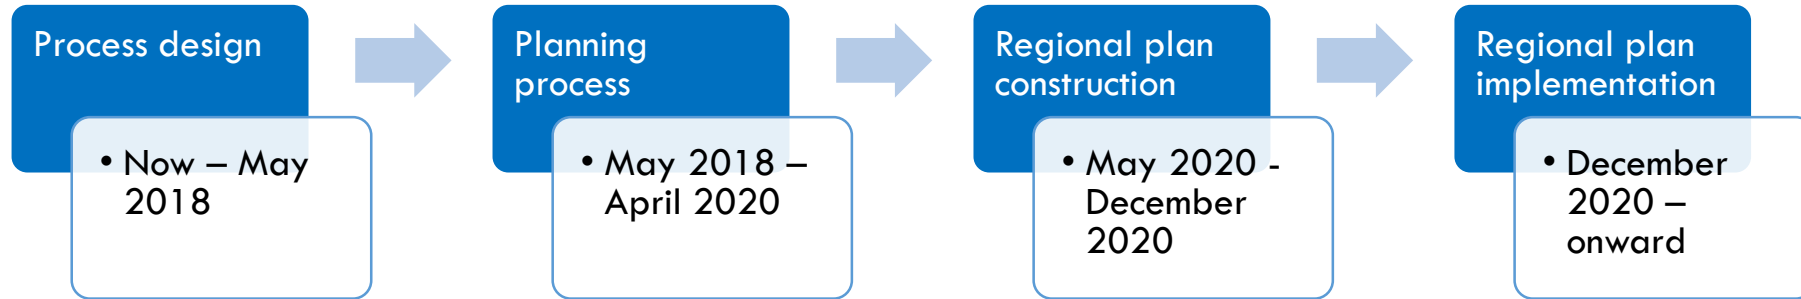 Process design
• Now – May
2018
Planning
process
• May 2018 –
April 2020
Regional plan
construction
• May 2020 -
December
2020
Regional plan
implementation
• December
2020 –
onward